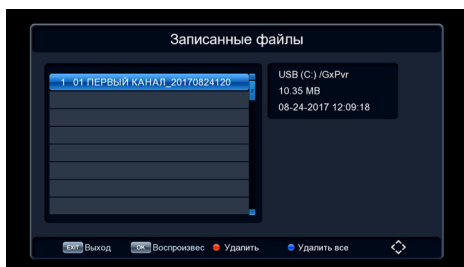 Записанные файлы
1 01 ПЕРВЫЙ КАНАЛ_20170824120
USB (C:) /GxPvr
10.35 MB
08-24-2017 12:09:18
EXIT Выход OK Воспроизвес Удалить Удалить все